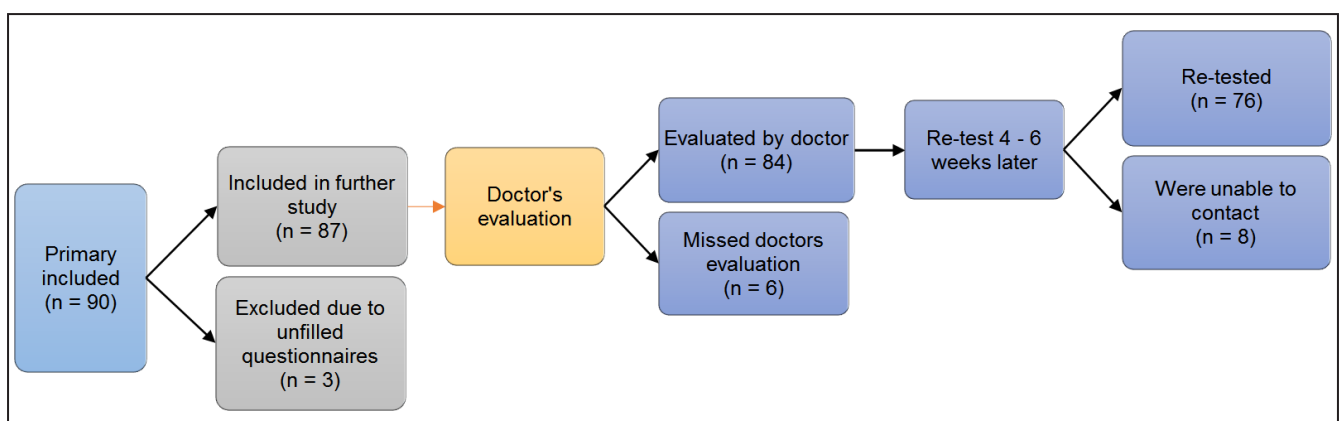 Primary
included
(n = 90)
Included in further
study
(n = 87)
Excluded due to
unfilled
questionnaires
(n = 3)
Doctor's
evaluation
Evaluated by doctor
(n = 84)
Missed doctors
evaluation
(n = 6)
Re-test 4 - 6
weeks later
Re-tested
(n = 76)
Were unable to
contact
(n = 8)